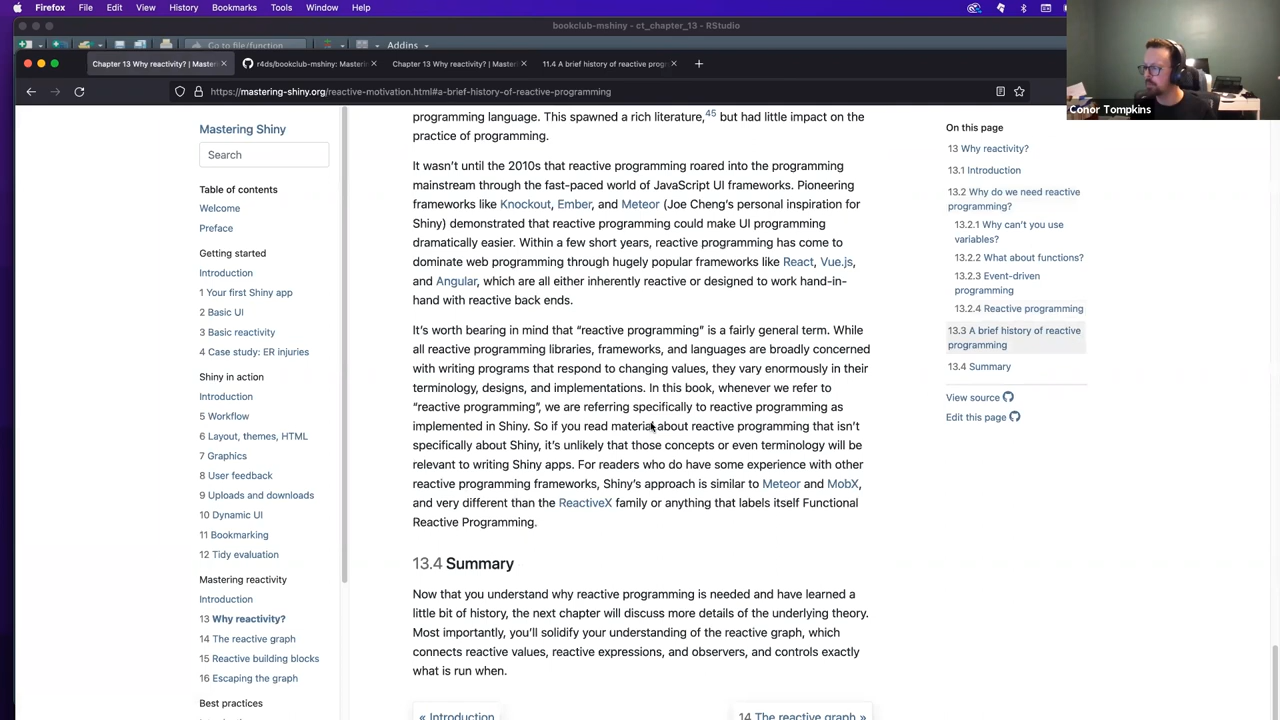 Firefox File Edit View History Bookmarks Tools Window Help
bookclub-mshiny - ct_chapter_13 - RStudio
Go to file/function
Addins
Chapter 13 Why reactivity? | Master
r4ds/bookclub-mshiny: Masterin
Chapter 13 Why reactivity? | Maste
11.4 A brief history of reactive prog
https://mastering-shiny.org/reactive-motivation.html#a-brief-history-of-reactive-programming
Conor Tompkins
Mastering Shiny
Search
Table of contents
Welcome
Preface
Getting started
Introduction
1 Your first Shiny app
2 Basic UI
3 Basic reactivity
4 Case study: ER injuries
Shiny in action
Introduction
5 Workflow
6 Layout, themes, HTML
7 Graphics
8 User feedback
9 Uploads and downloads
10 Dynamic UI
11 Bookmarking
12 Tidy evaluation
Mastering reactivity
Introduction
13 Why reactivity?
14 The reactive graph
15 Reactive building blocks
16 Escaping the graph
Best practices
programming language. This spawned a rich literature,45 but had little impact on the
practice of programming.
It wasn't until the 2010s that reactive programming roared into the programming
mainstream through the fast-paced world of JavaScript UI frameworks. Pioneering
frameworks like Knockout, Ember, and Meteor (Joe Cheng's personal inspiration for
Shiny) demonstrated that reactive programming could make UI programming
dramatically easier. Within a few short years, reactive programming has come to
dominate web programming through hugely popular frameworks like React, Vue.js,
and Angular, which are all either inherently reactive or designed to work hand-in-
hand with reactive back ends.
It's worth bearing in mind that “reactive programming” is a fairly general term. While
all reactive programming libraries, frameworks, and languages are broadly concerned
with writing programs that respond to changing values, they vary enormously in their
terminology, designs, and implementations. In this book, whenever we refer to
“reactive programming”, we are referring specifically to reactive programming as
implemented in Shiny. So if you read material about reactive programming that isn't
specifically about Shiny, it's unlikely that those concepts or even terminology will be
relevant to writing Shiny apps. For readers who do have some experience with other
reactive programming frameworks, Shiny's approach is similar to Meteor and MobX,
and very different than the ReactiveX family or anything that labels itself Functional
Reactive Programming.
13.4 Summary
Now that you understand why reactive programming is needed and have learned a
little bit of history, the next chapter will discuss more details of the underlying theory.
Most importantly, you'll solidify your understanding of the reactive graph, which
connects reactive values, reactive expressions, and observers, and controls exactly
what is run when.
« Introduction
14 The reactive graph »
On this page
13 Why reactivity?
13.1 Introduction
13.2 Why do we need reactive
programming?
13.2.1 Why can't you use
variables?
13.2.2 What about functions?
13.2.3 Event-driven
programming
13.2.4 Reactive programming
13.3 A brief history of reactive
programming
13.4 Summary
View source
Edit this page